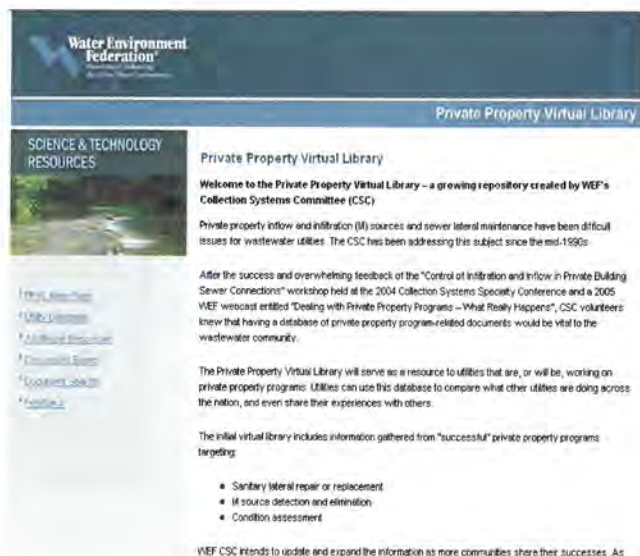 Water Environment
Federation®
Private Property Virtual Library
SCIENCE & TECHNOLOGY
RESOURCES
Private Property Virtual Library
Welcome to the Private Property Virtual Library – a growing repository created by WEF's
Collection Systems Committee (CSC)
Private property inflow and infiltration (I/I) sources and sewer lateral maintenance have been difficult
issues for wastewater utilities. The CSC has been addressing this subject since the mid-1990s.
After the success and overwhelming feedback of the "Control of Infiltration and Inflow in Private Building
Sewer Connections" workshop held at the 2004 Collection Systems Specialty Conference and a 2005
WEF webcast entitled "Dealing with Private Property Programs – What Really Happens", CSC volunteers
knew that having a database of private property program-related documents would be vital to the
wastewater community.
The Private Property Virtual Library will serve as a resource to utilities that are, or will be, working on
private property programs. Utilities can use this database to compare what other utilities are doing across
the nation, and even share their experiences with others.
The initial virtual library includes information gathered from "successful" private property programs
targeting:
Sanitary lateral repair or replacement
I/I source detection and elimination
Condition assessment
Document Search
WEF CSC intends to update and expand the information as more communities share their successes. As